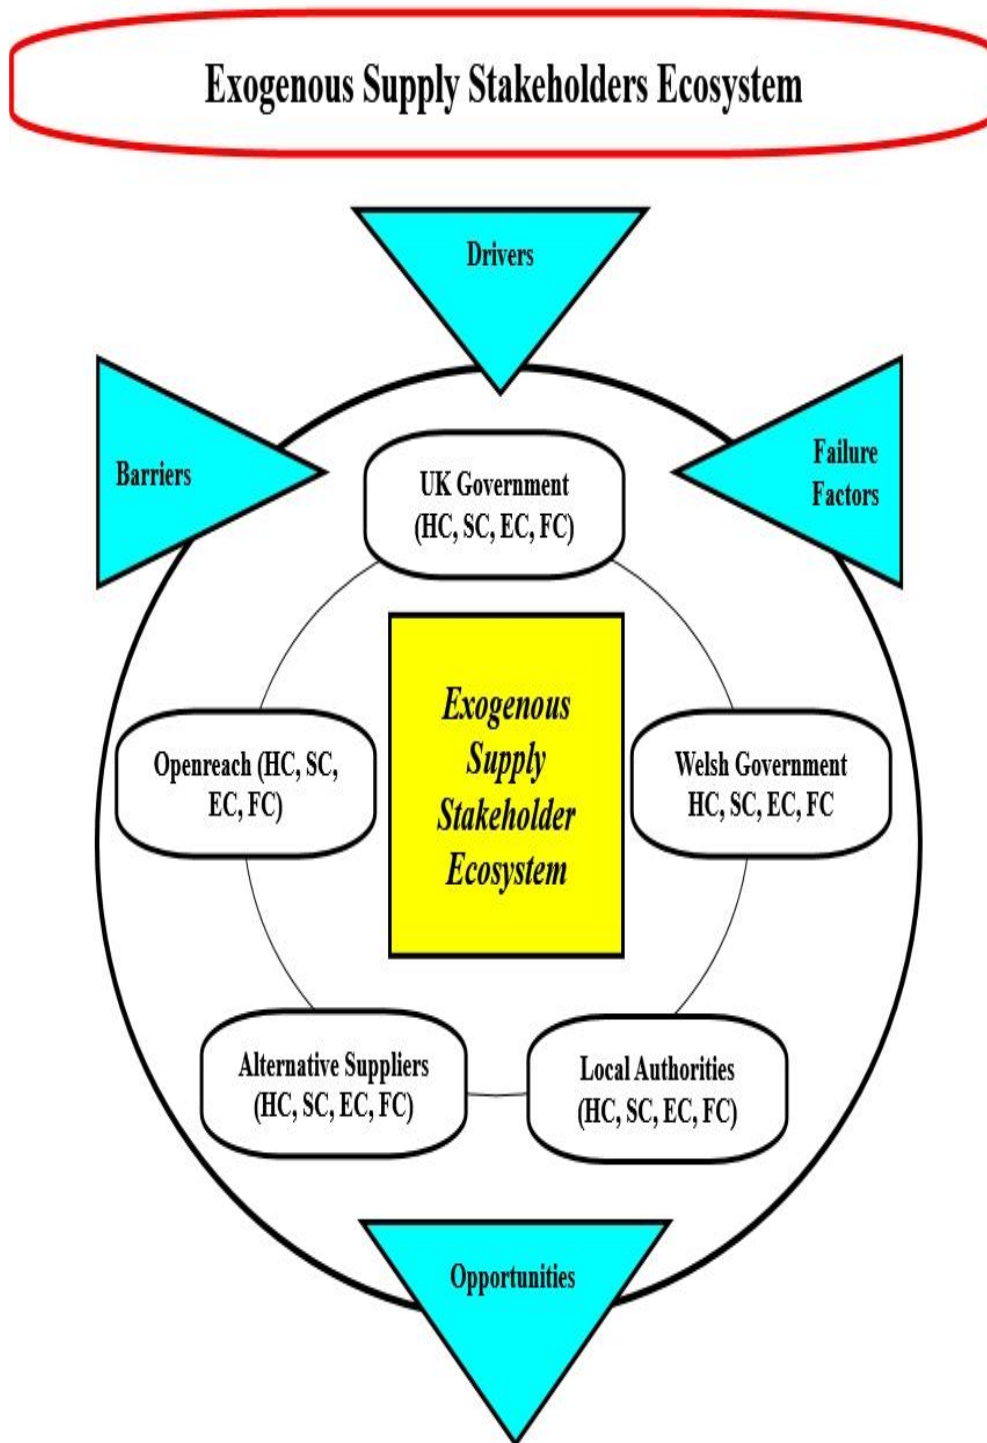 Exogenous Supply Stakeholders Ecosystem
Drivers
Barriers
Failure
Factors
UK Government
(HC, SC, EC, FC)
Exogenous
Supply
Stakeholder
Ecosystem
Openreach (HC, SC,
EC, FC)
Welsh Government
HC, SC, EC, FC
Alternative Suppliers
(HC, SC, EC, FC)
Local Authorities
(HC, SC, EC, FC)
Opportunities